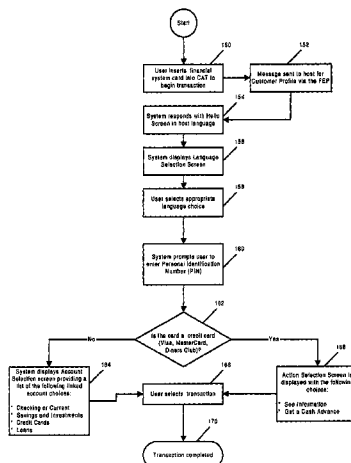 Start
150
User inserts financial
system card into CAT to
begin transaction
152
Message sent to host for
Customer Profile via the FEP
154
System responds with Hello
Screen in host language
System displays Language
Selection Screen
158
User selects appropriate
language choice
160
System prompts user to
enter Personal Identification
Number (PIN)
162
Is the card a credit card
(Visa, MasterCard,
Diners Club)?
No
Yes
164
System displays Account
Selection screen providing a
list of the following linked
account choices:
* Checking or Current
* Savings and Investments
* Credit Cards
* Loans
166
User selects transaction
168
Action Selection Screen is
displayed with the following
choices:
* See Information
* Get a Cash Advance
170
Transaction completed